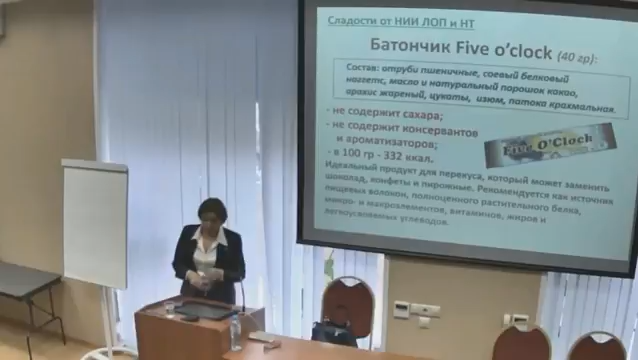 Сладости от НИИ ЛОП и НТ
Батончик Five o'clock (40 гр):
Состав: отруби пшеничные, соевый белковый
наггетс, масло и натуральный порошок какао,
арахис жареный, цукаты, изюм, патока крахмальная.
- не содержит сахара;
- не содержит консервантов
и ароматизаторов;
- в 100 гр - 332 ккал.
Five O'Clock
Идеальный продукт для перекуса, который может заменить
шоколад, конфеты и пирожные. Рекомендуется как источник
пищевых волокон, полноценного растительного белка,
микро- и макроэлементов, витаминов, жиров и
легкоусвояемых углеводов.